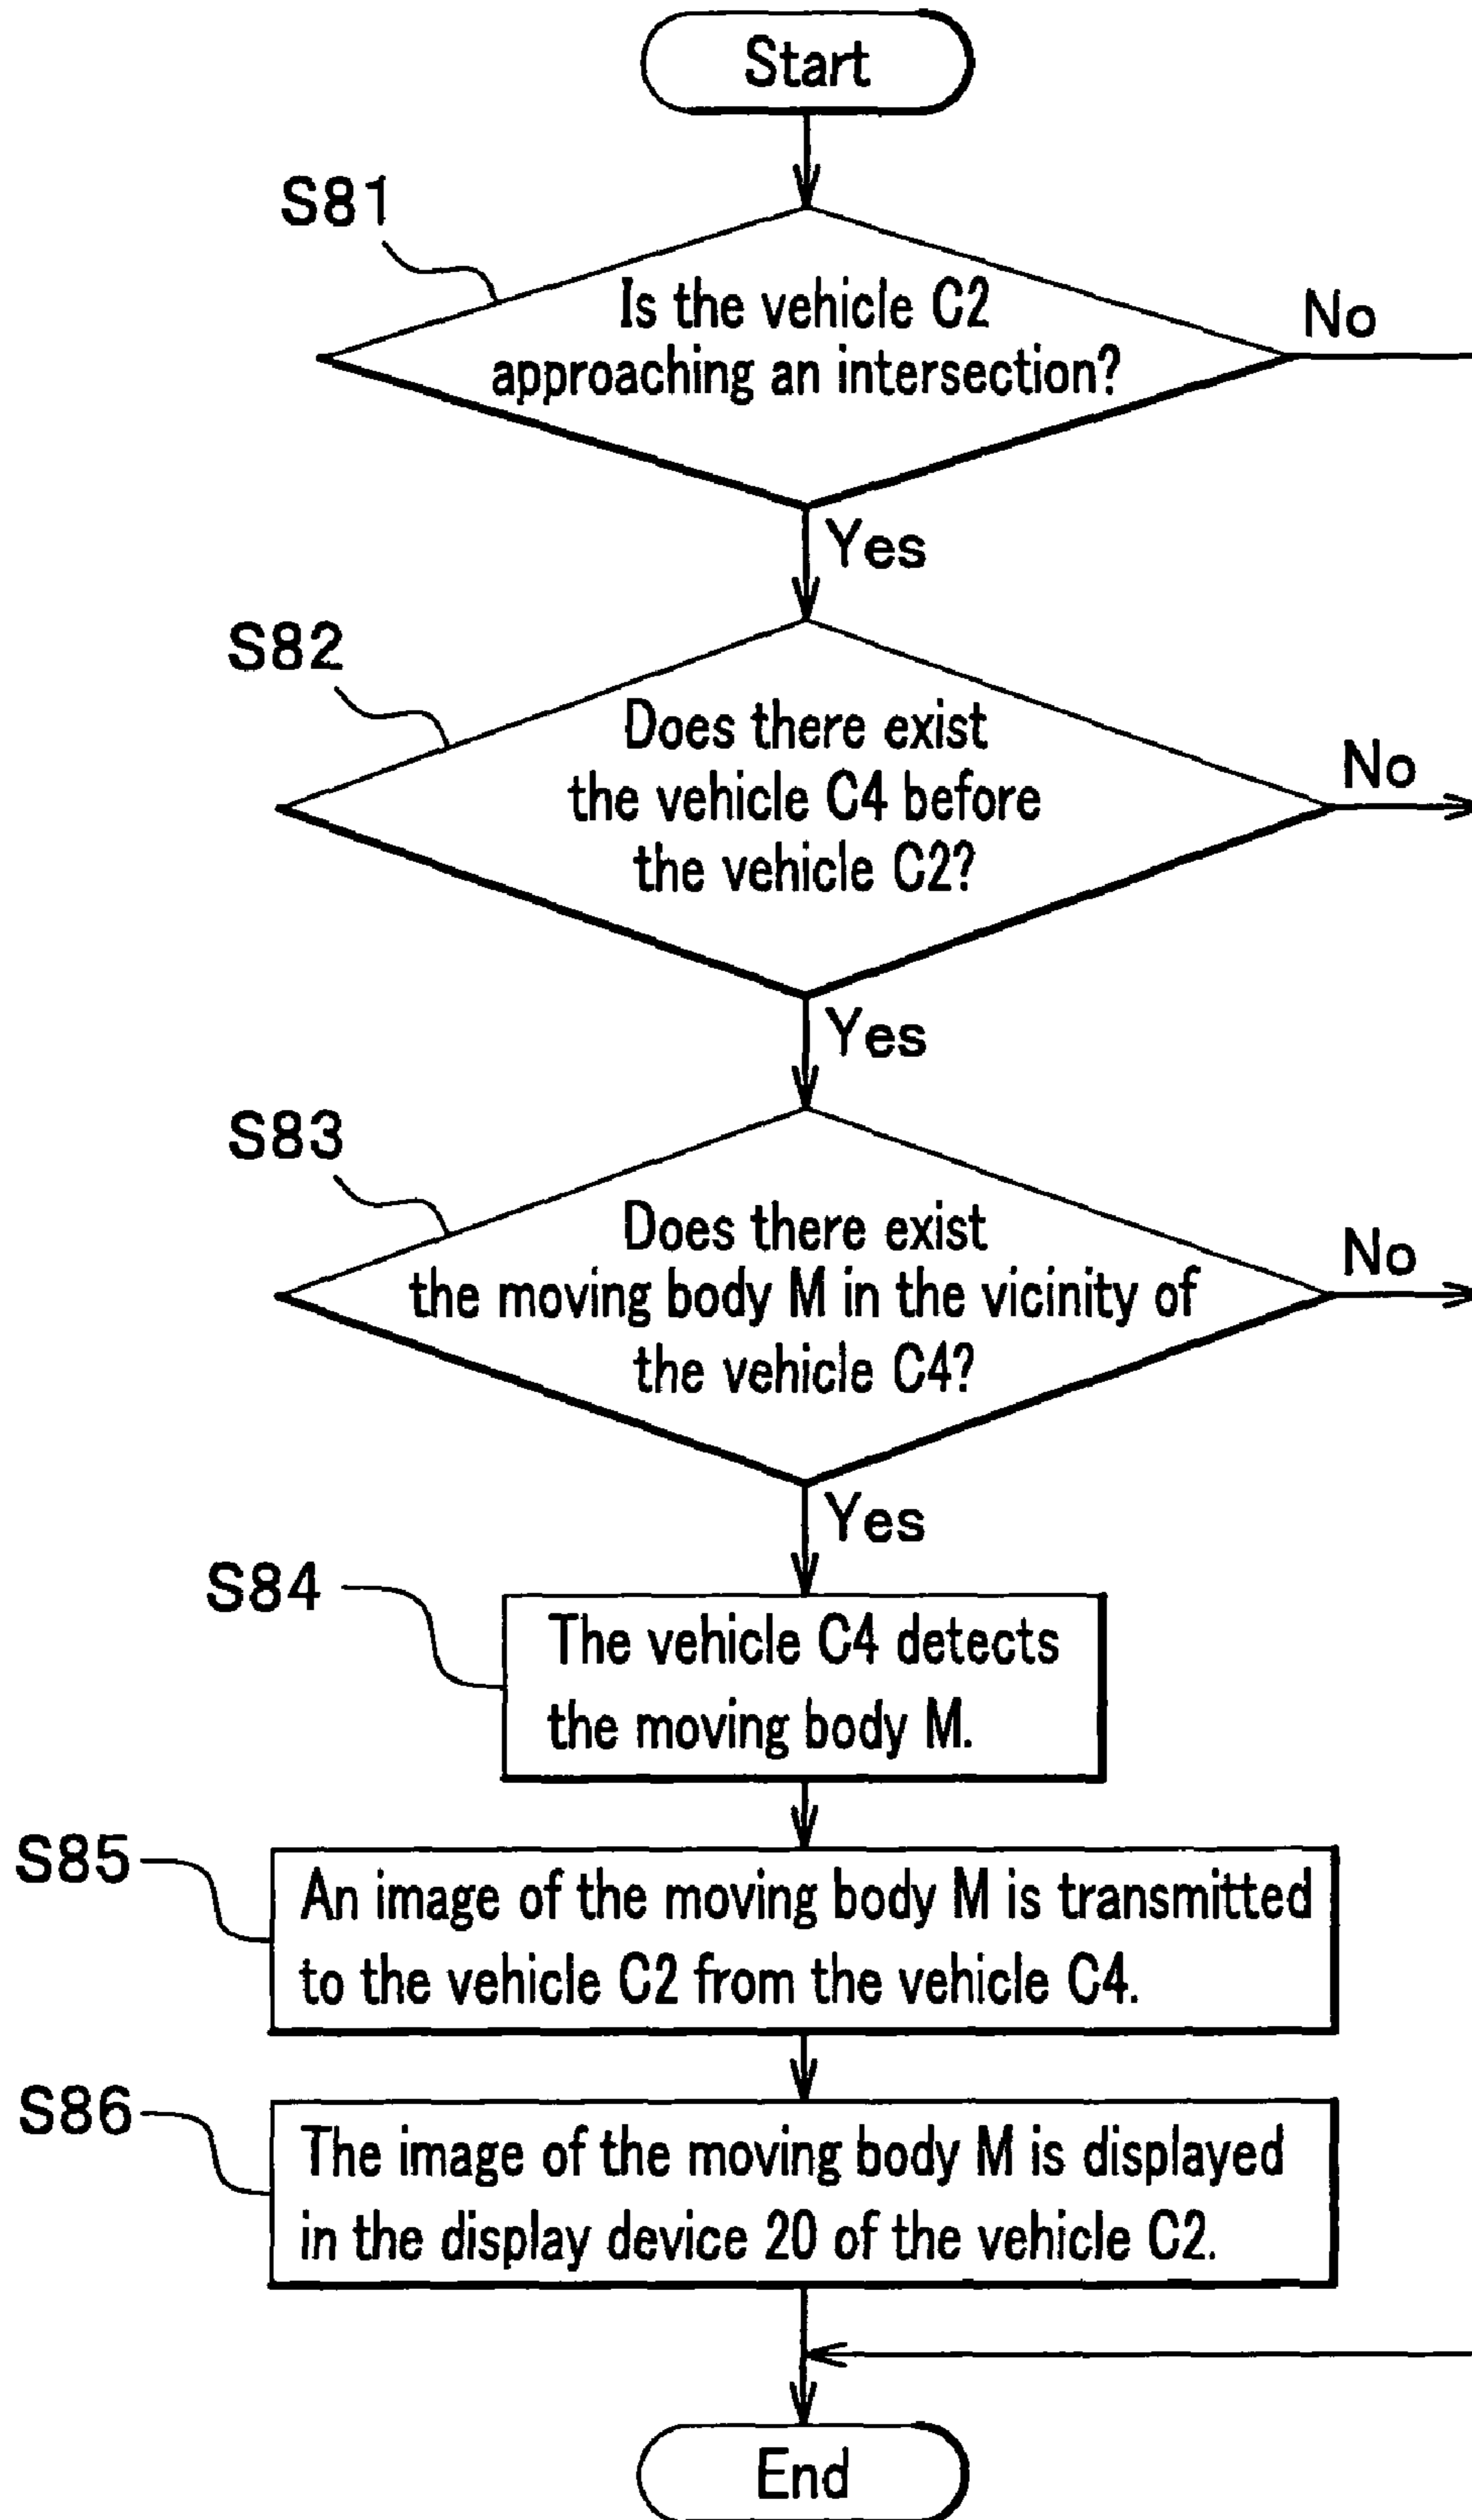 Start
S81
Is the vehicle C2
approaching an intersection?
No
Yes
S82
Does there exist
the vehicle C4 before
the vehicle C2?
No
Yes
S83
Does there exist
the moving body M in the vicinity of
the vehicle C4?
No
Yes
S84
The vehicle C4 detects
the moving body M.
S85
An image of the moving body M is transmitted
to the vehicle C2 from the vehicle C4.
S86
The image of the moving body M is displayed
in the display device 20 of the vehicle C2.
End